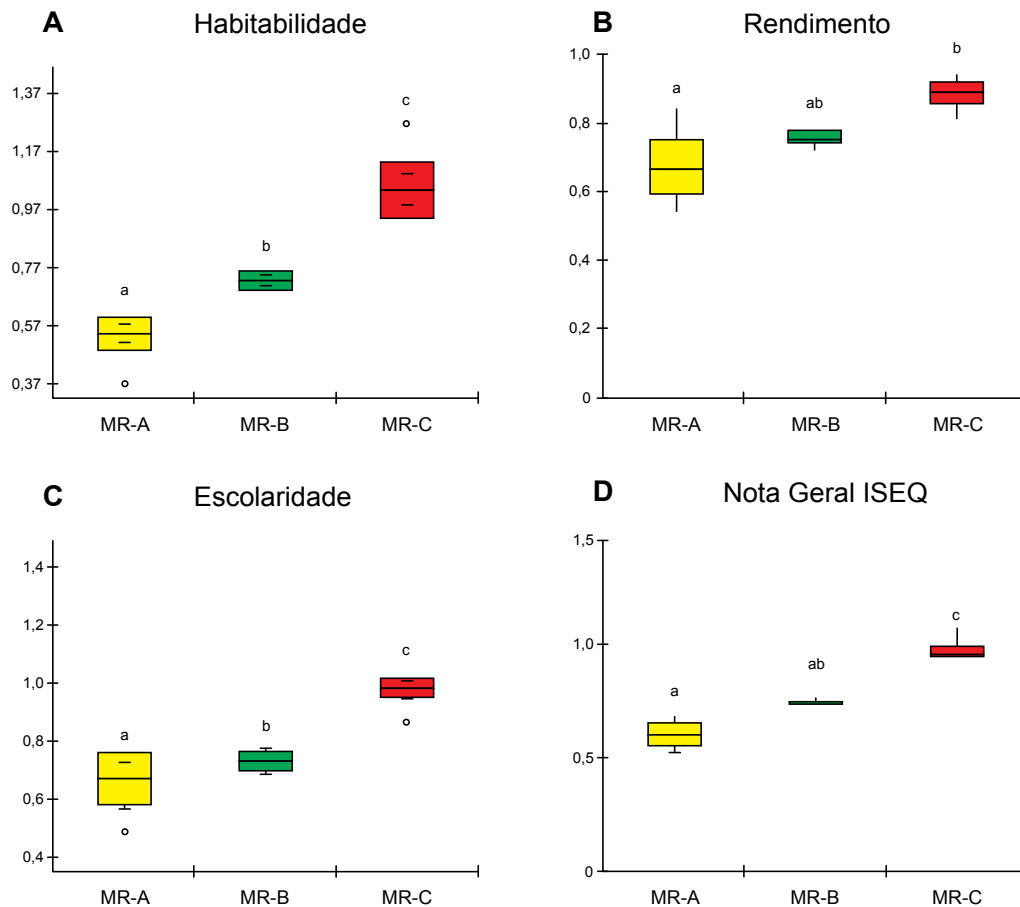 A Habitabilidade
1,37
1,17
0,97
0,77
0,57
0,37
a
b
c
MR-A MR-B MR-C
B Rendimento
1,0
0,8
0,6
0,4
0,2
0
a
ab
b
MR-A MR-B MR-C
C Escolaridade
1,4
1,2
1,0
0,8
0,6
0,4
a
b
c
MR-A MR-B MR-C
D Nota Geral ISEQ
1,5
1,0
0,5
0
a
ab
c
MR-A MR-B MR-C